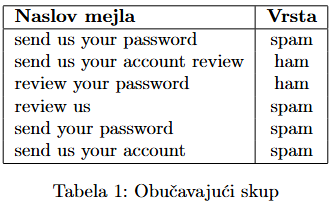 Naslov mejla Vrsta
send us your password spam
send us your account review ham
review your password ham
review us spam
send your password spam
send us your account spam
Tabela 1: Obučavajući skup